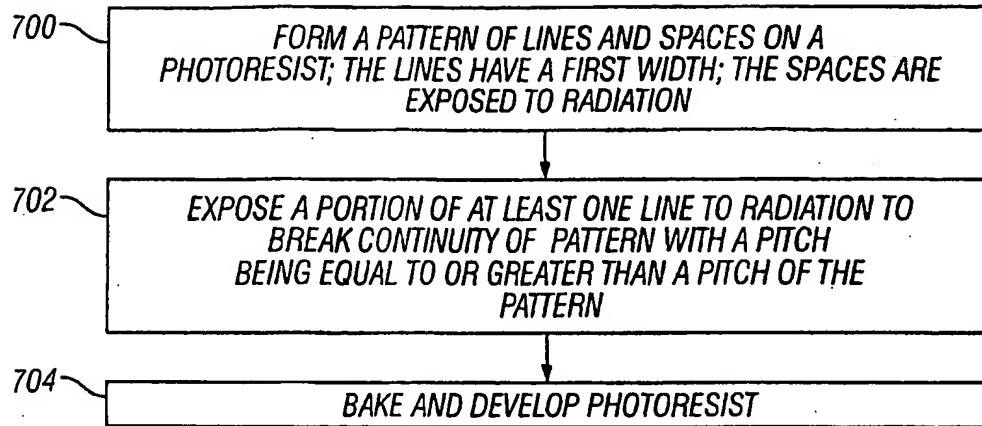 700
FORM A PATTERN OF LINES AND SPACES ON A
PHOTORESIST; THE LINES HAVE A FIRST WIDTH; THE SPACES ARE
EXPOSED TO RADIATION
702
EXPOSE A PORTION OF AT LEAST ONE LINE TO RADIATION TO
BREAK CONTINUITY OF PATTERN WITH A PITCH
BEING EQUAL TO OR GREATER THAN A PITCH OF THE
PATTERN
704
BAKE AND DEVELOP PHOTORESIST